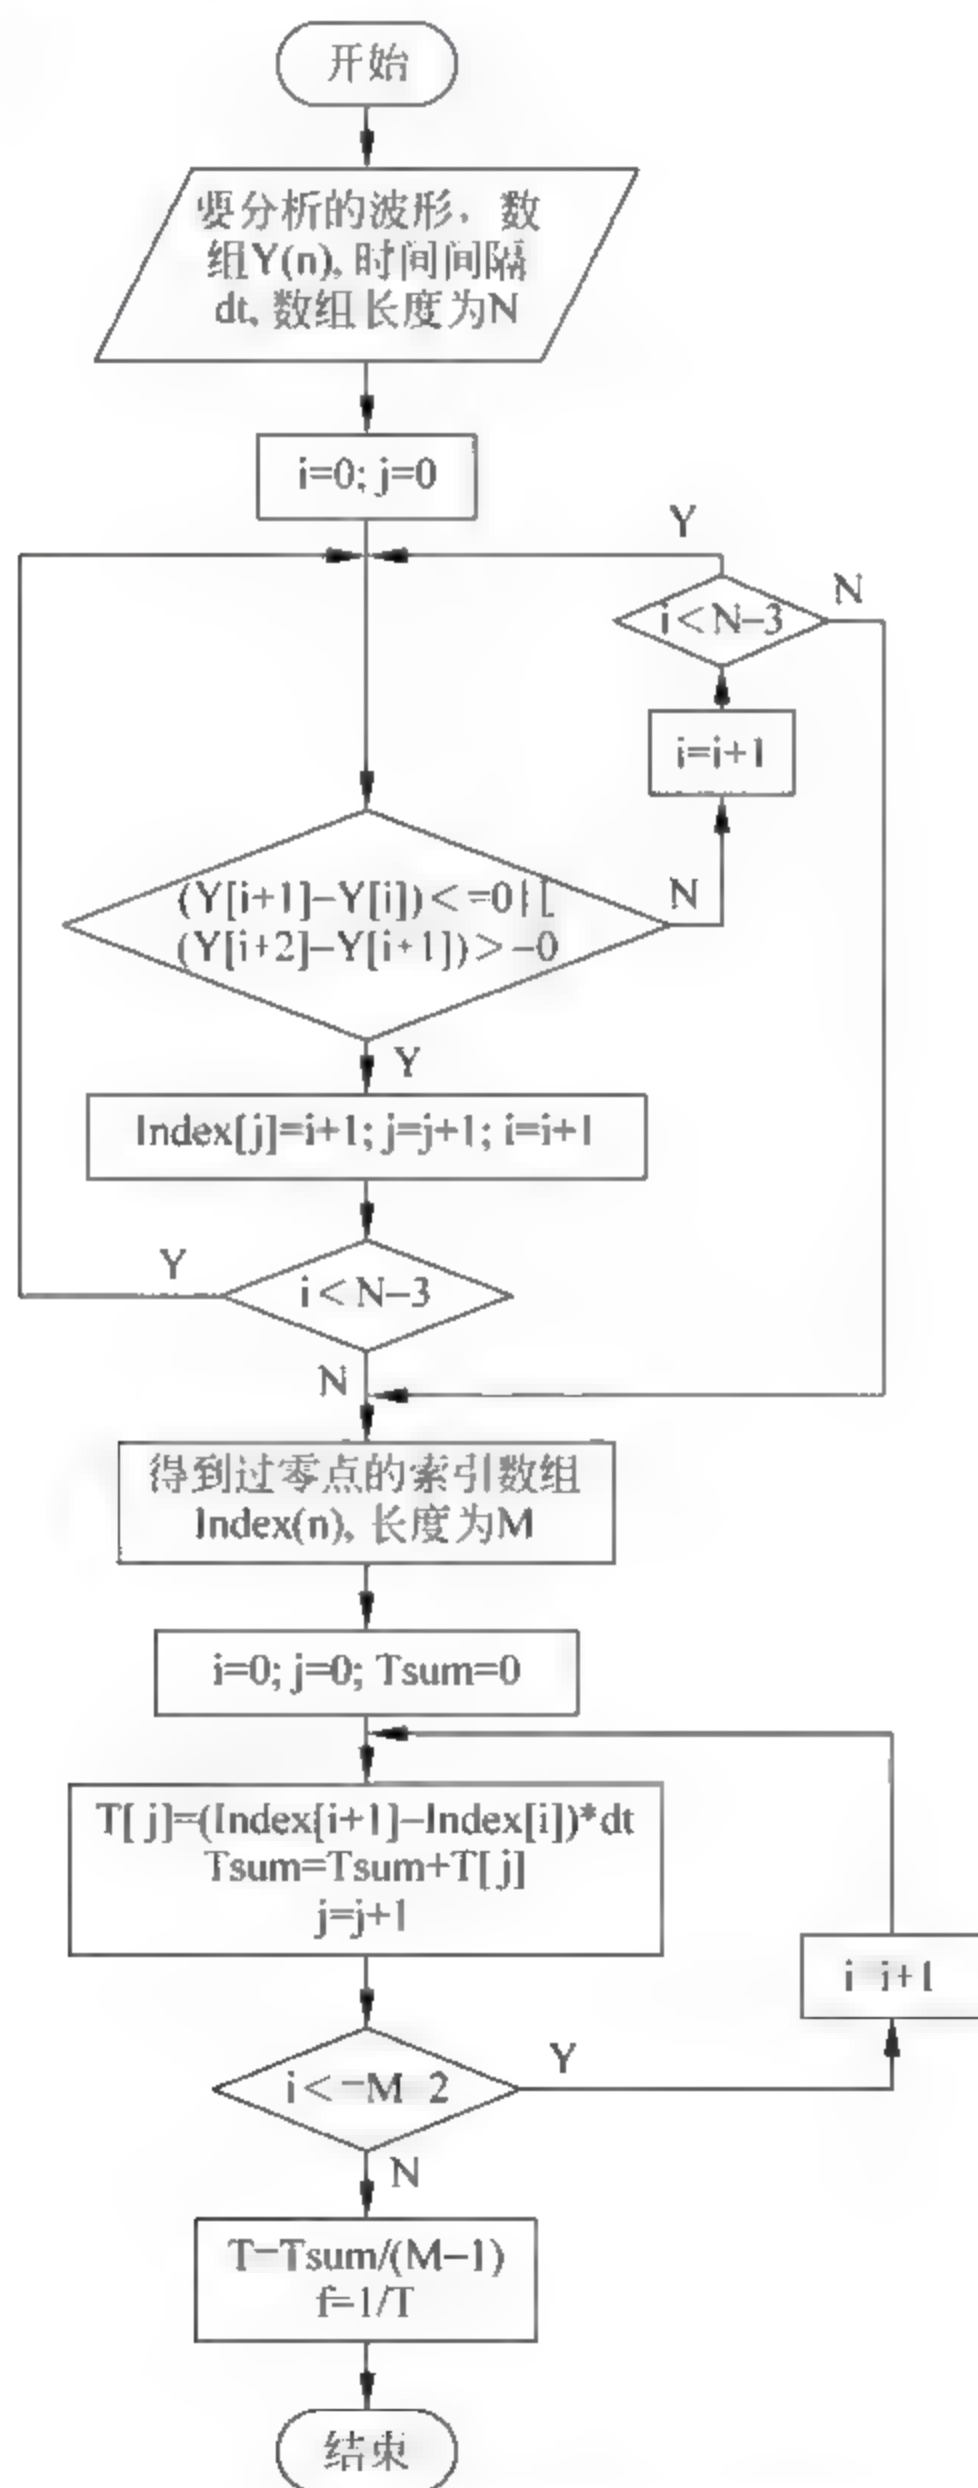 开始
要分析的波形，数
组Y(n), 时间间隔
dt, 数组长度为N
i=0; j=0
Y
i<N-3
N
i=i+1
(Y[i+1]-Y[i])<=0||
(Y[i+2]-Y[i+1])>=0
N
Y
Index[j]=i+1; j=j+1; i=i+1
Y
i<N-3
N
得到过零点的索引数组
Index(n), 长度为M
i=0; j=0; Tsum=0
T[j]=(Index[i+1]-Index[i])*dt
Tsum=Tsum+T[j]
j=j+1
i=i+1
i<=M-2
Y
N
T=Tsum/(M-1)
f=1/T
结束